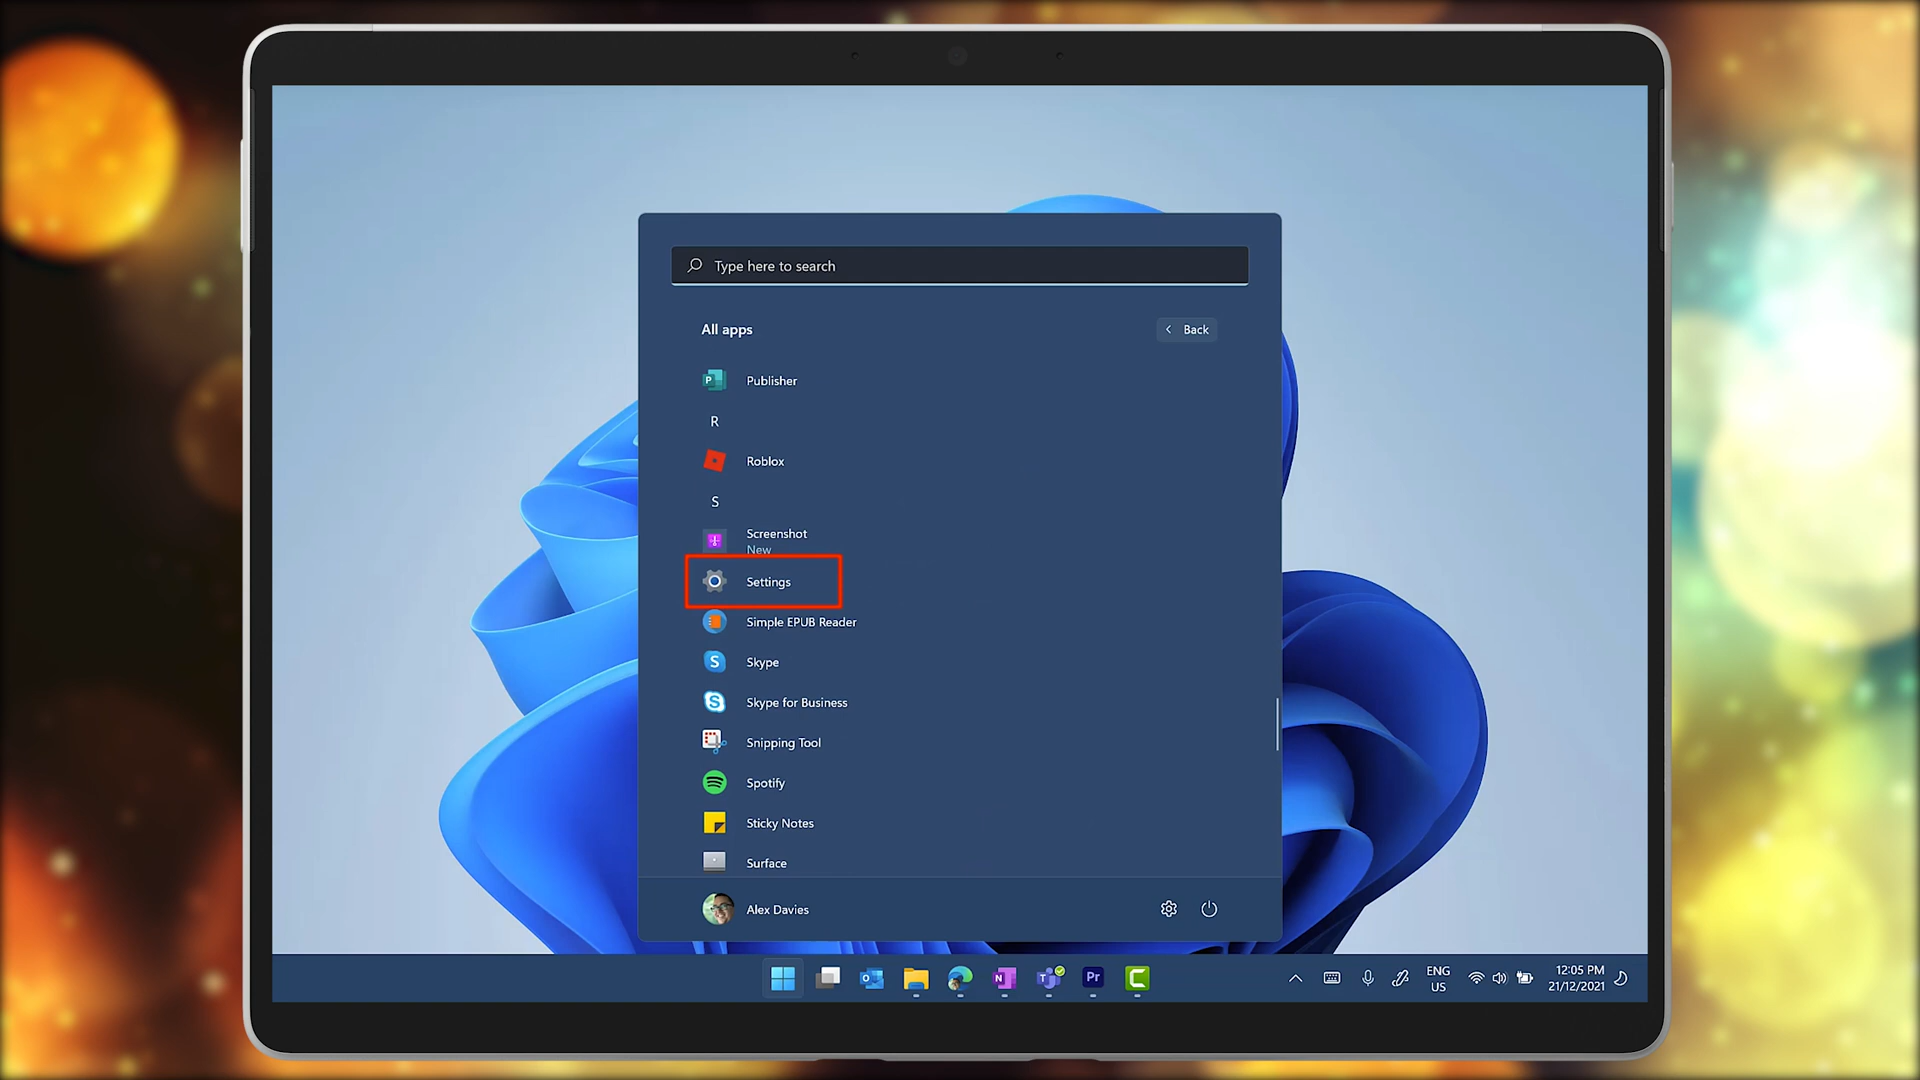 Type here to search
All apps
Back
Publisher
R
Roblox
S
Screenshot
New
Settings
Simple EPUB Reader
Skype
Skype for Business
Snipping Tool
Spotify
Sticky Notes
Surface
Alex Davies
Pr
ENG
US
12:05 PM
21/12/2021